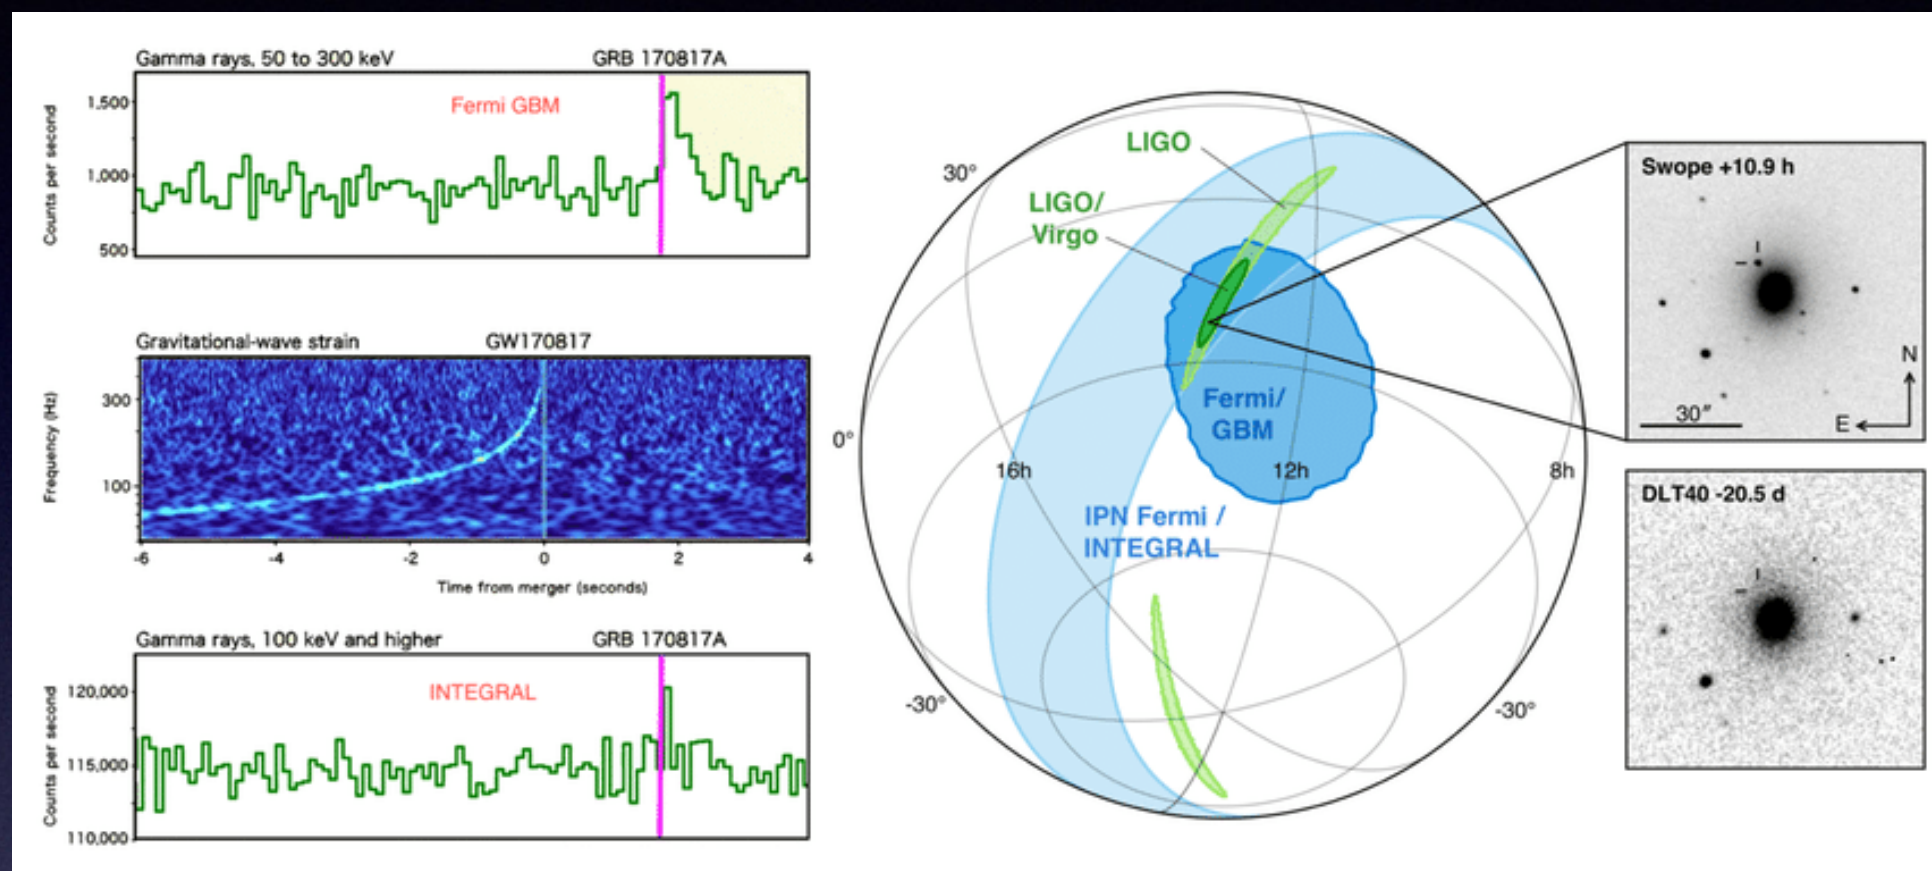 Gamma rays, 50 to 300 keV
GRB 170817A
Fermi GBM
Counts per second
1,500
1,000
500
Gravitational-wave strain
GW170817
Frequency (Hz)
300
100
-6
-4
-2
0
2
4
Time from merger (seconds)
Gamma rays, 100 keV and higher
GRB 170817A
INTEGRAL
Counts per second
120,000
115,000
110,000
LIGO
30°
LIGO/
Virgo
Fermi/
GBM
0°
16h
12h
8h
IPN Fermi /
INTEGRAL
-30°
-30°
Swope +10.9 h
N
30″
E
DLT40 -20.5 d